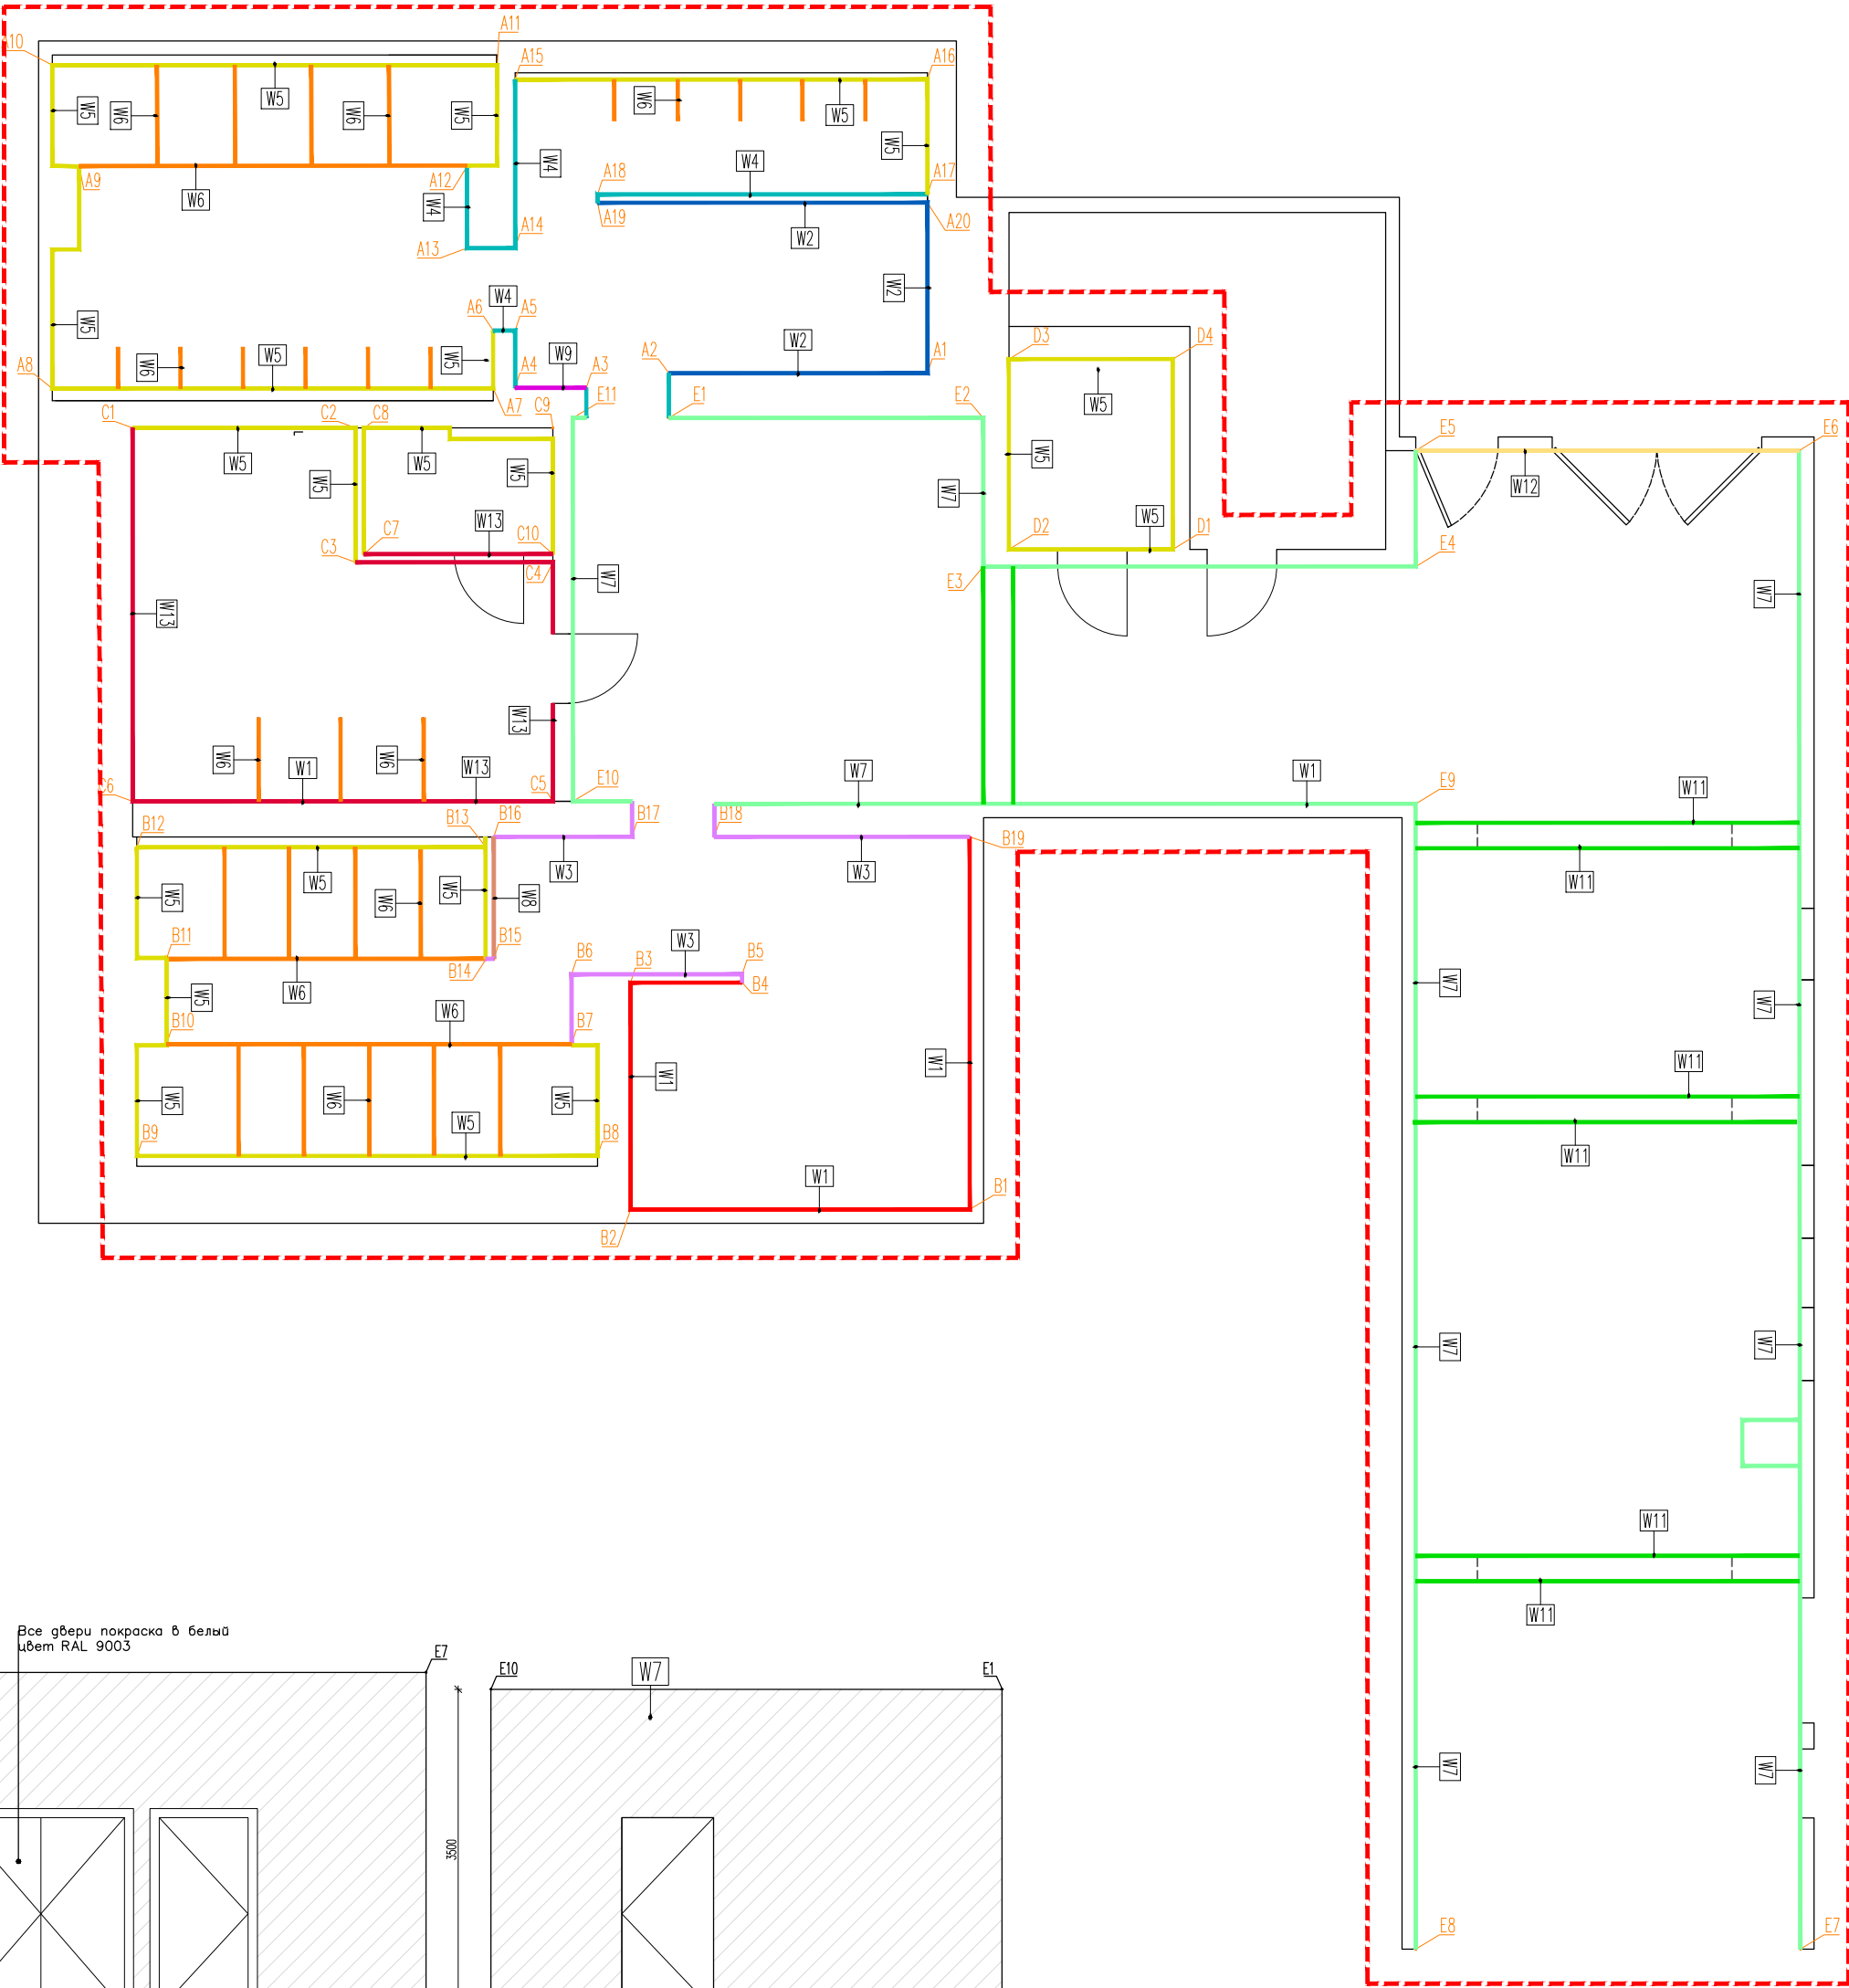 A10
A11
A15
A16
W5
W6
W5
W6
W5
W6
W5
W5
W4
W4
A18
A17
A9
A12
W6
W4
A14
A19
A20
A13
W2
W2
W4
A6
A5
W5
W2
D3
D4
A8
W6
W5
W5
A4
W9
A3
A2
A1
W5
A7
E11
E1
E2
C1
C2
C8
C9
E5
E6
W5
W5
W5
W5
W5
W7
W12
W13
W5
C7
C10
D2
D1
C3
C4
E3
E4
W7
W7
W13
W13
W6
W1
W6
W13
W7
W1
C6
C5
E10
E9
W11
B12
B13
B16
B17
B18
B19
W5
W3
W3
W11
W5
W6
W5
W8
B11
B14
B15
W3
B6
B3
B5
B4
W6
W5
W7
W7
B10
W6
B7
W1
W1
W11
W5
W6
W5
W5
B9
B8
W11
W1
B1
B2
W7
W7
W11
W11
Все двери покраска в белый
цвет RAL 9003
E7
E10
W7
E1
W7
W7
3500
E8
E7